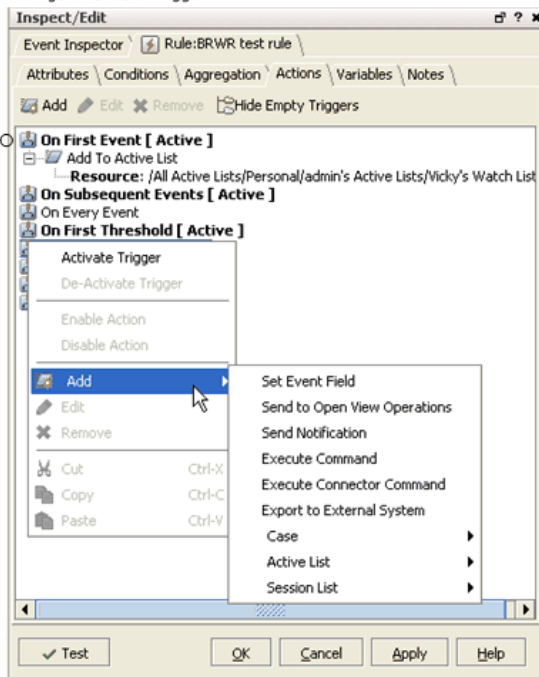 Inspect/Edit
Event Inspector Rule:BRWR test rule
Attributes Conditions Aggregation Actions Variables Notes
Add Edit Remove Hide Empty Triggers
On First Event [ Active ]
Add To Active List
Resource: /All Active Lists/Personal/admin's Active Lists/Vicky's Watch List
On Subsequent Events [ Active ]
On Every Event
On First Threshold [ Active ]
Activate Trigger
De-Activate Trigger
Enable Action
Disable Action
Add
Edit
Remove
Cut Ctrl-X
Copy Ctrl-C
Paste Ctrl-V
Set Event Field
Send to Open View Operations
Send Notification
Execute Command
Execute Connector Command
Export to External System
Case
Active List
Session List
Test OK Cancel Apply Help